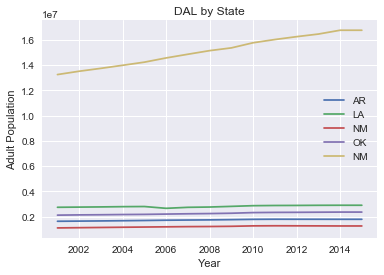 DAL by State
1e7
1.6
1.4
1.2
1.0
0.8
0.6
0.4
0.2
Adult Population
AR
LA
NM
OK
NM
2002 2004 2006 2008 2010 2012 2014
Year